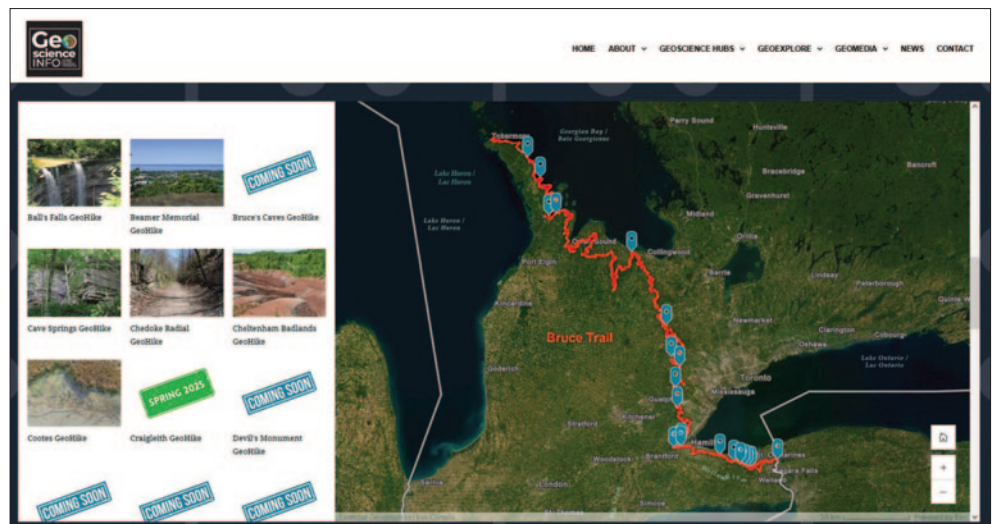 Geo
science
INFO
HOME ABOUT GEOSCIENCE HUBS GEOEXPLORE GEOMEDIA NEWS CONTACT
COMING SOON
Ball's Falls GeoHike
Beamer Memorial
GeoHike
Bruce's Caves GeoHike
Cave Springs GeoHike
Chedoke Radial
GeoHike
Cheltenham Badlands
GeoHike
SPRING 2025
COMING SOON
Cootes GeoHike
Craigleith GeoHike
Devil's Monument
GeoHike
COMING SOON
COMING SOON
COMING SOON
Tobermory
Georgian Bay /
Baie Georgienne
Parry Sound
Huntsville
Lake Huron /
Lac Huron
Bracebridge
Bancroft
Gravenhurst
Midland
Lake Huron /
Lac Huron
Orillia
Sound
Collingwood
Port Elgin
Barrie
Lindsay
Peterborough
Kincardine
Quinte W
Newmarket
Clarington
Cobourg
Bruce Trail
Oshawa
Lake Ontario /
Lac Ontario
Goderich
Toronto
Mississauga
Guelph
Kitchener
Stratford
Hamil
Woodstock
Brantford
Niagara Falls
Sarnia
London
Simcoe
+
−